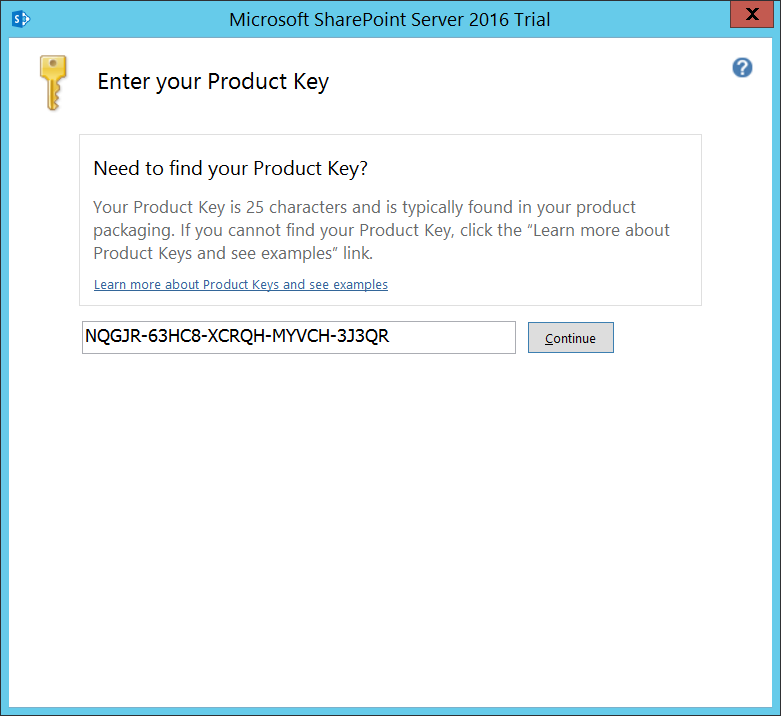 Microsoft SharePoint Server 2016 Trial
Enter your Product Key
Need to find your Product Key?
Your Product Key is 25 characters and is typically found in your product
packaging. If you cannot find your Product Key, click the “Learn more about
Product Keys and see examples” link.
Learn more about Product Keys and see examples
NQGJR-63HC8-XCRQH-MYVCH-3J3QR
Continue